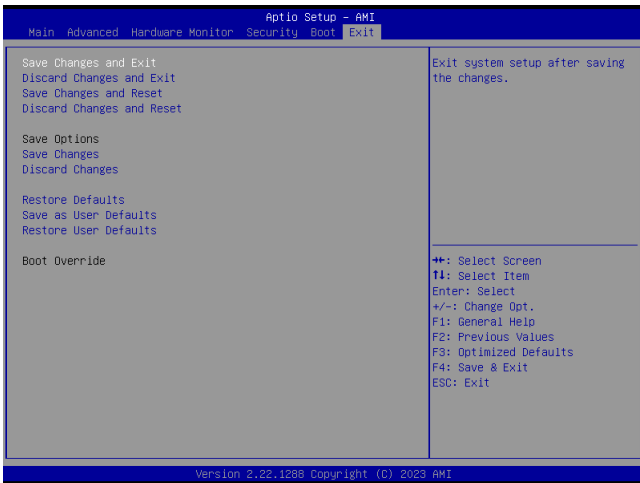 Aptio Setup – AMI
Main Advanced Hardware Monitor Security Boot Exit
Save Changes and Exit
Discard Changes and Exit
Save Changes and Reset
Discard Changes and Reset
Save Options
Save Changes
Discard Changes
Restore Defaults
Save as User Defaults
Restore User Defaults
Boot Override
Exit system setup after saving
the changes.
→←: Select Screen
↑↓: Select Item
Enter: Select
+/-: Change Opt.
F1: General Help
F2: Previous Values
F3: Optimized Defaults
F4: Save & Exit
ESC: Exit
Version 2.22.1288 Copyright (C) 2023 AMI